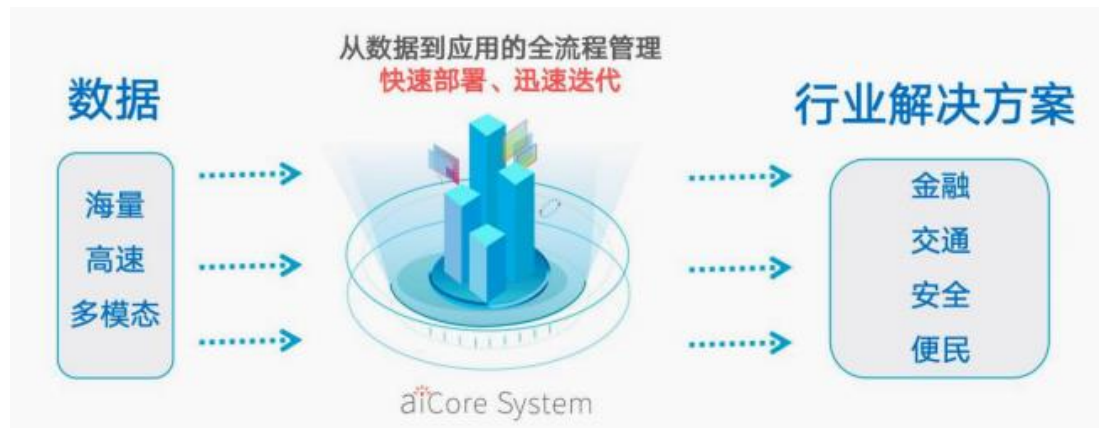 从数据到应用的全流程管理
快速部署、迅速迭代
数据
海量
高速
多模态
aiCore System
行业解决方案
金融
交通
安全
便民